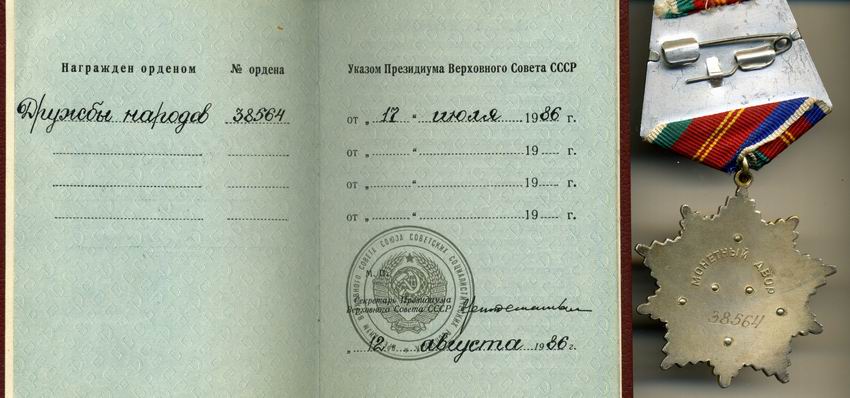 Награжден орденом № ордена
Дружбы народов 38564
Указом Президиума Верховного Совета СССР
от „ 17 “ июля 1986 г.
от „ “ 19 г.
от „ “ 19 г.
от „ “ 19 г.
М. П.
Секретарь Президиума
Верховного Совета СССР
„ 12 “ августа 1986 г.
МОНЕТНЫЙ ДВОР
38564